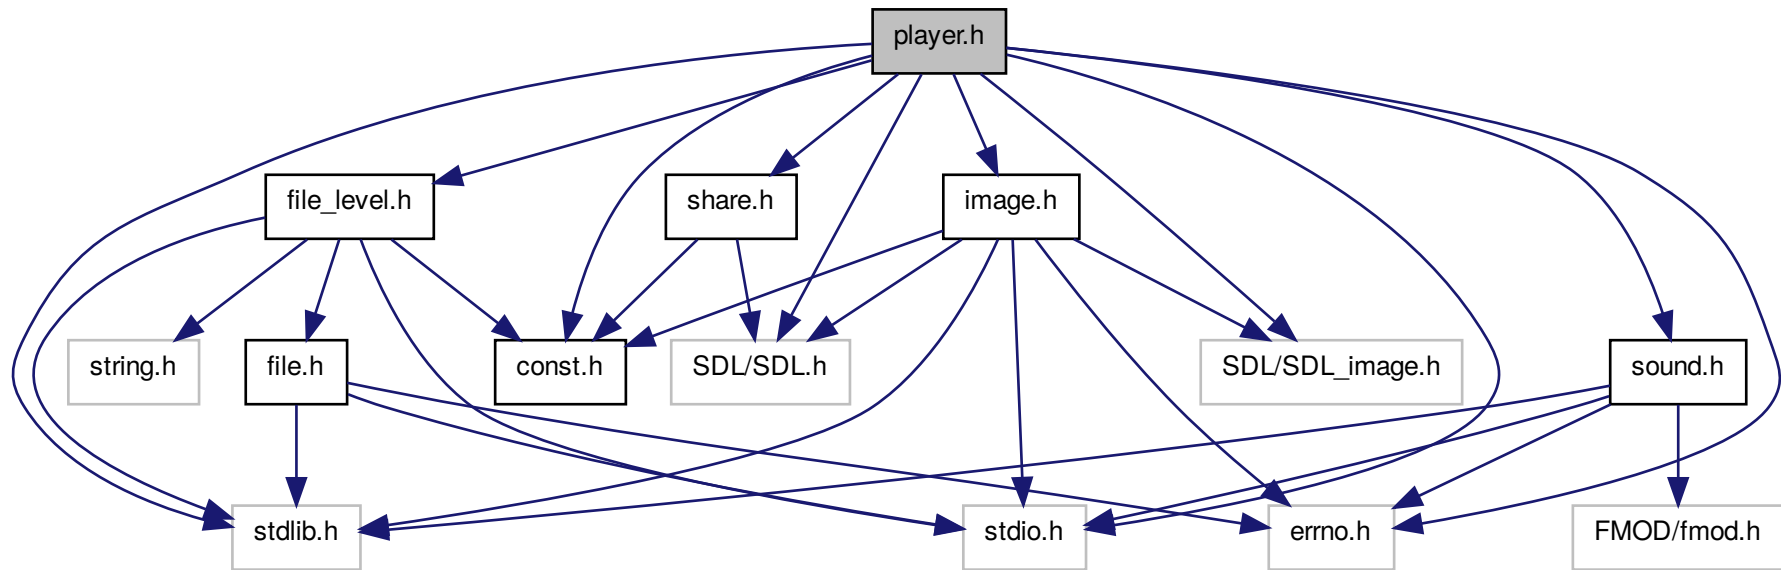 player.h
file_level.h
share.h
image.h
string.h
file.h
const.h
SDL/SDL.h
SDL/SDL_image.h
sound.h
stdlib.h
stdio.h
errno.h
FMOD/fmod.h